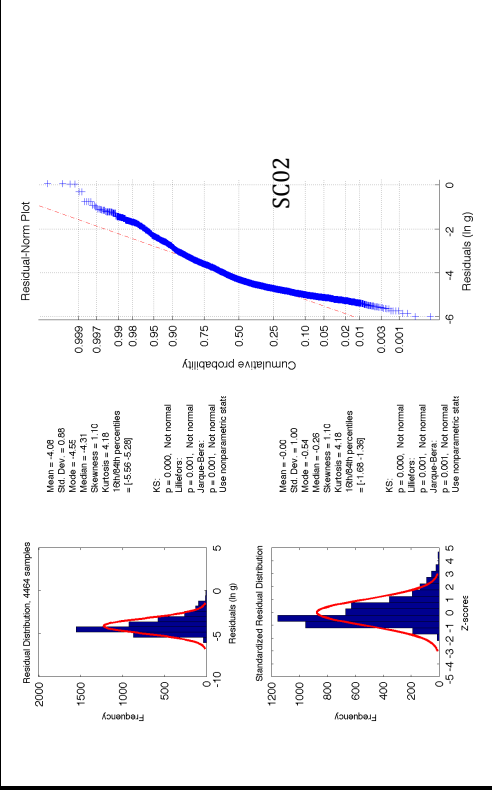 Residual Distribution, 4464 samples
2000
1500
1000
500
0
Frequency
-10
-5
0
5
Residuals (ln g)
Mean = -4.08
Std. Dev. = 0.88
Mode = -4.55
Median = -4.31
Skewness = 1.10
Kurtosis = 4.18
16th/84th percentiles
= [-5.56 -5.28]
KS:
p = 0.000, Not normal
Lillefors:
p = 0.001, Not normal
Jarque-Bera:
p = 0.001, Not normal
Use nonparametric stats
Residual-Norm Plot
0.999
0.997
0.99
0.98
0.95
0.90
0.75
0.50
0.25
0.10
0.05
0.02
0.01
0.003
0.001
Cumulative probability
-6
-4
-2
0
Residuals (ln g)
SC02
Standardized Residual Distribution
1200
1000
800
600
400
200
0
Frequency
-5 -4 -3 -2 -1 0 1 2 3 4 5
Z-scores
Mean = -0.00
Std. Dev. = 1.00
Mode = -0.54
Median = -0.26
Skewness = 1.10
Kurtosis = 4.18
16th/84th percentiles
= [-1.68 -1.36]
KS:
p = 0.000, Not normal
Lillefors:
p = 0.001, Not normal
Jarque-Bera:
p = 0.001, Not normal
Use nonparametric stats